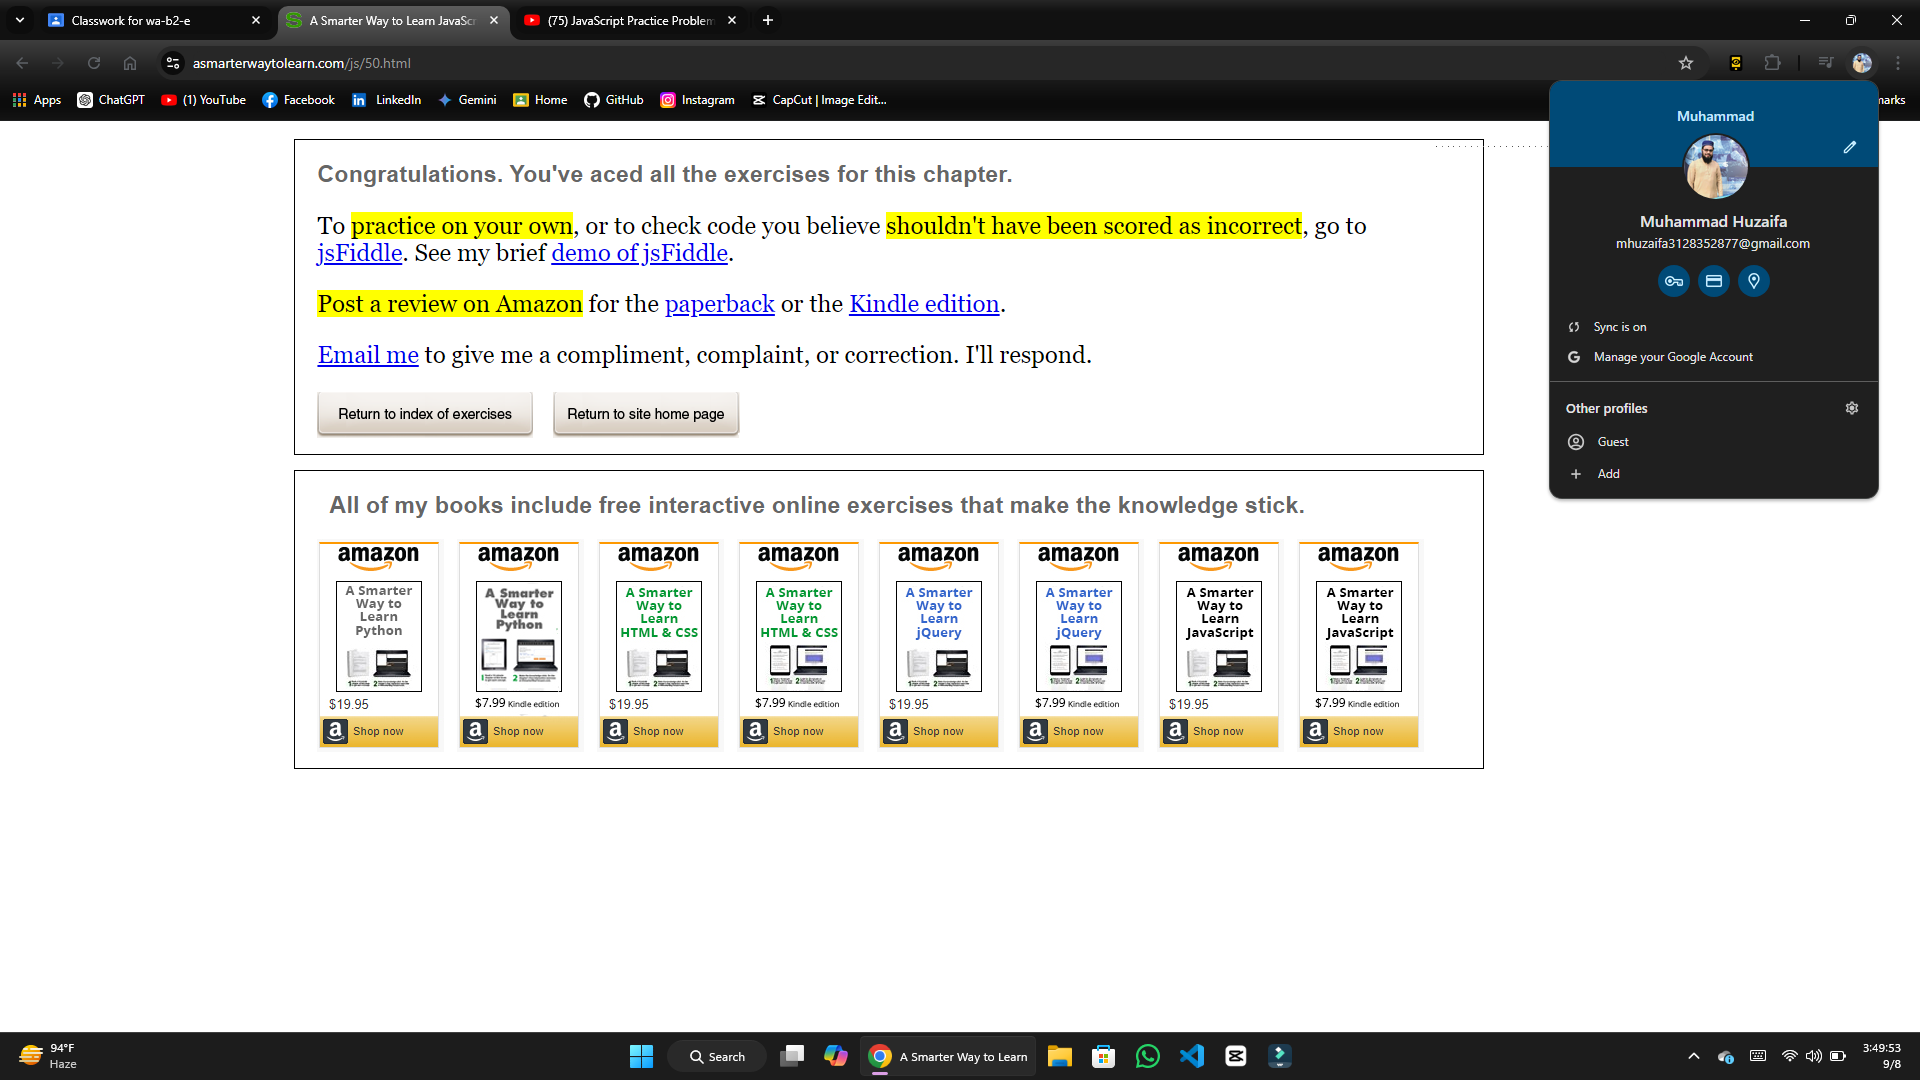 Classwork for wa-b2-e
A Smarter Way to Learn JavaSc
(75) JavaScript Practice Problem
asmarterwaytolearn.com/js/50.html
Apps
ChatGPT
(1) YouTube
Facebook
LinkedIn
Gemini
Home
GitHub
Instagram
CapCut | Image Edit...
marks
Congratulations. You've aced all the exercises for this chapter.
To practice on your own, or to check code you believe shouldn't have been scored as incorrect, go to
jsFiddle. See my brief demo of jsFiddle.
Post a review on Amazon for the paperback or the Kindle edition.
Email me to give me a compliment, complaint, or correction. I'll respond.
Return to index of exercises
Return to site home page
Muhammad
Muhammad Huzaifa
mhuzaifa3128352877@gmail.com
Sync is on
Manage your Google Account
Other profiles
Guest
Add
All of my books include free interactive online exercises that make the knowledge stick.
amazon
A Smarter
Way to
Learn
Python
$19.95
Shop now
amazon
A Smarter
Way to
Learn
Python
$7.99 Kindle edition
Shop now
amazon
A Smarter
Way to
Learn
HTML & CSS
$19.95
Shop now
amazon
A Smarter
Way to
Learn
HTML & CSS
$7.99 Kindle edition
Shop now
amazon
A Smarter
Way to
Learn
jQuery
$19.95
Shop now
amazon
A Smarter
Way to
Learn
jQuery
$7.99 Kindle edition
Shop now
amazon
A Smarter
Way to
Learn
JavaScript
$19.95
Shop now
amazon
A Smarter
Way to
Learn
JavaScript
$7.99 Kindle edition
Shop now
94°F
Haze
Search
A Smarter Way to Learn
3:49:53
9/8